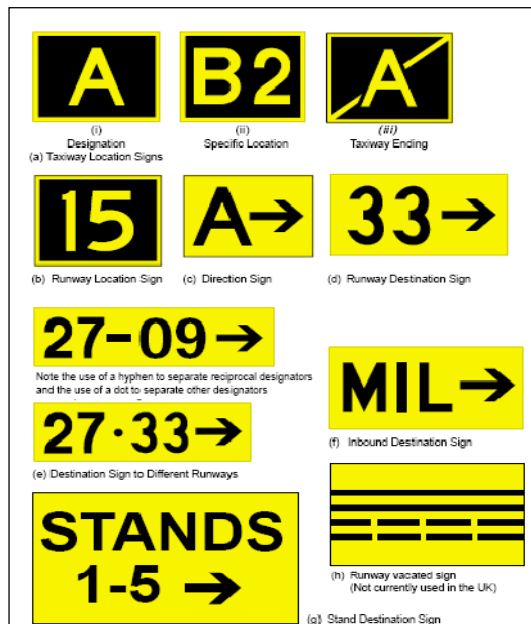 A
B2
A
(i)
(ii)
(iii)
Designation
Specific Location
Taxiway Ending
(a) Taxiway Location Signs
15
A→
33→
(b) Runway Location Sign
(c) Direction Sign
(d) Runway Destination Sign
27-09→
Note the use of a hyphen to separate reciprocal designators
and the use of a dot to separate other designators
MIL→
27·33→
(f) Inbound Destination Sign
(e) Destination Sign to Different Runways
STANDS
1-5 →
(h) Runway vacated sign
(Not currently used in the UK)
(g) Stand Destination Sign